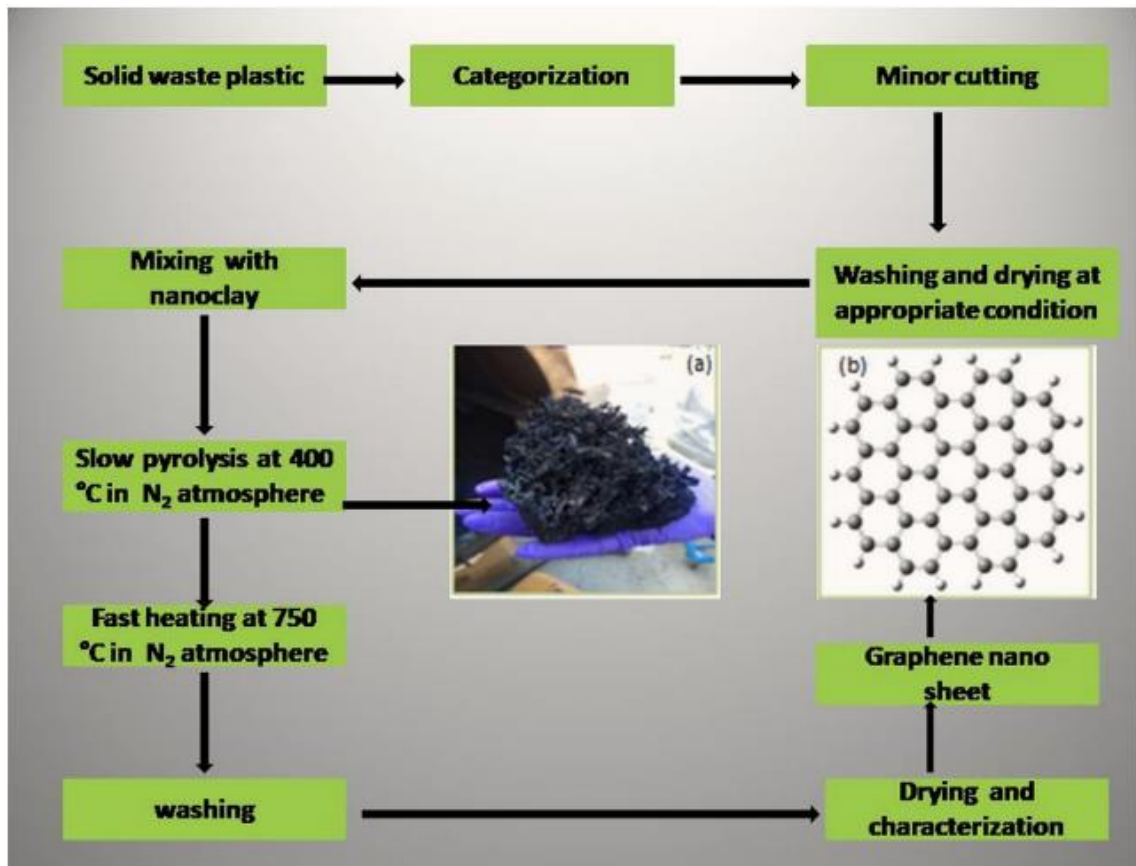 Solid waste plastic
Categorization
Minor cutting
Mixing with
nanoclay
Washing and drying at
appropriate condition
(a)
(b)
Slow pyrolysis at 400
°C in N₂ atmosphere
Fast heating at 750
°C in N₂ atmosphere
Graphene nano
sheet
washing
Drying and
characterization